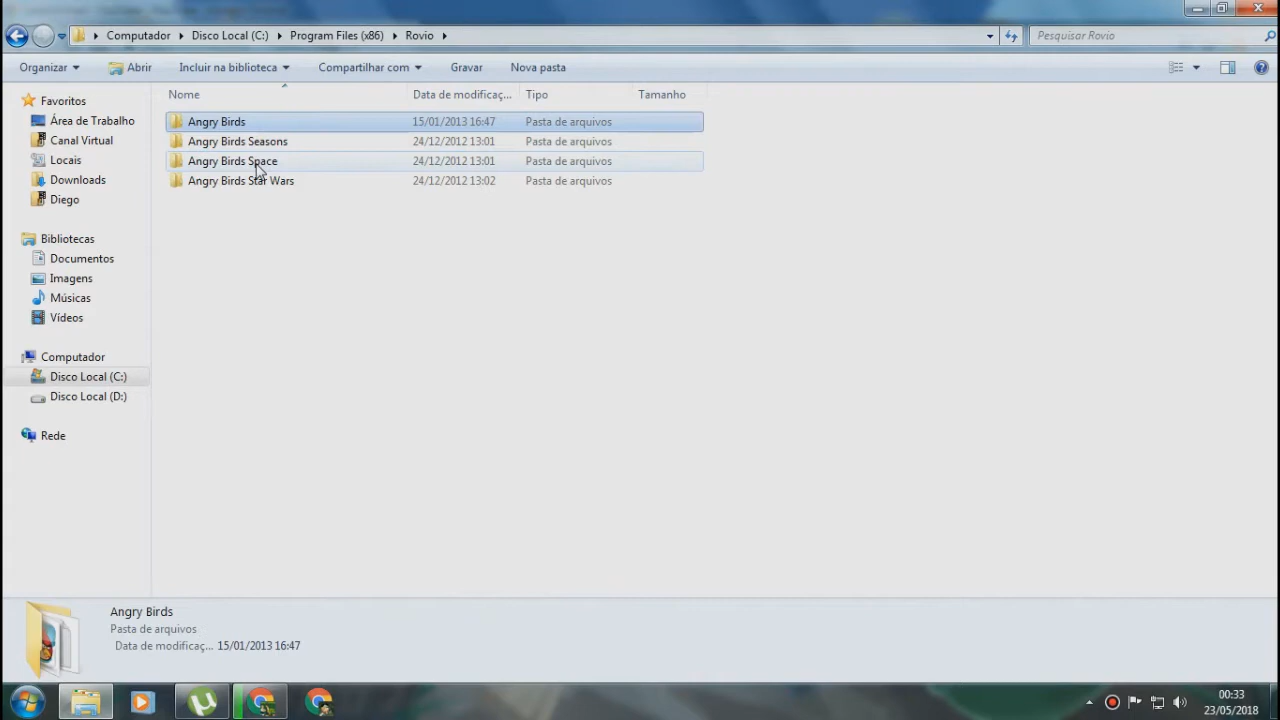 Computador Disco Local (C:) Program Files (x86) Rovio Pesquisar Rovio
Organizar Abrir Incluir na biblioteca Compartilhar com Gravar Nova pasta
Nome Data de modificaç... Tipo Tamanho
Angry Birds 15/01/2013 16:47 Pasta de arquivos
Angry Birds Seasons 24/12/2012 13:01 Pasta de arquivos
Angry Birds Space 24/12/2012 13:01 Pasta de arquivos
Angry Birds Star Wars 24/12/2012 13:02 Pasta de arquivos
Favoritos
Área de Trabalho
Canal Virtual
Locais
Downloads
Diego
Bibliotecas
Documentos
Imagens
Músicas
Vídeos
Computador
Disco Local (C:)
Disco Local (D:)
Rede
Angry Birds
Pasta de arquivos
Data de modificaç... 15/01/2013 16:47
00:33
23/05/2018